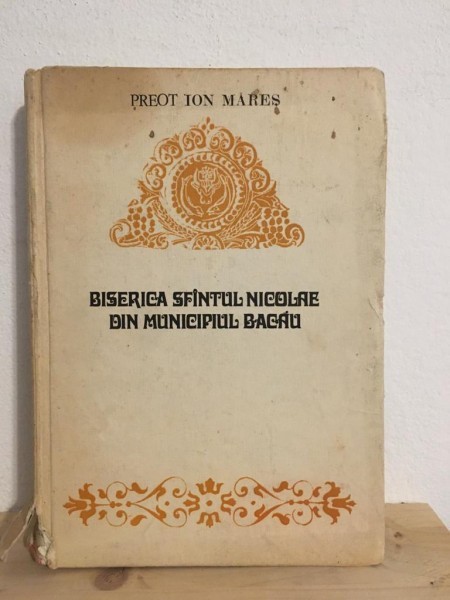 PREOT ION MAREȘ
BISERICA SFÎNTUL NICOLAE
DIN MUNICIPIUL BACĂU